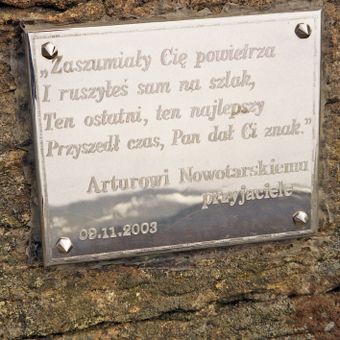 „Zaszumiały Cię powietrza
I ruszyłeś sam na szlak,
Ten ostatni, ten najlepszy
Przyszedł czas, Pan dał Ci znak."
Arturowi Nowotarskiemu
przyjaciele
09.11.2003